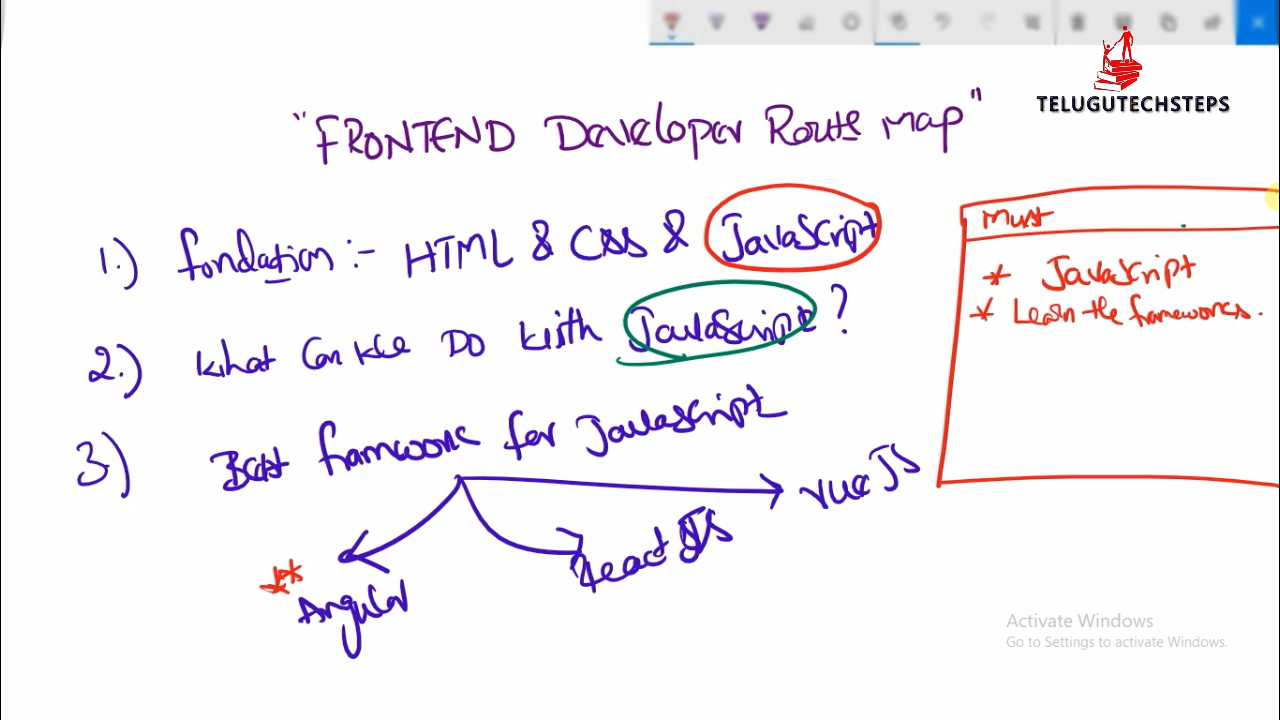 TELUGUTECHSTEPS
"FRONTEND Developer Route Map"
1.) fondation :- HTML & CSS & JavaScript
2.) What Can We Do With JavaScript ?
3) Best framework for JavaScript
Angular
React JS
Vue JS
Must
* JavaScript
* Learn the frameworks.
Activate Windows
Go to Settings to activate Windows.